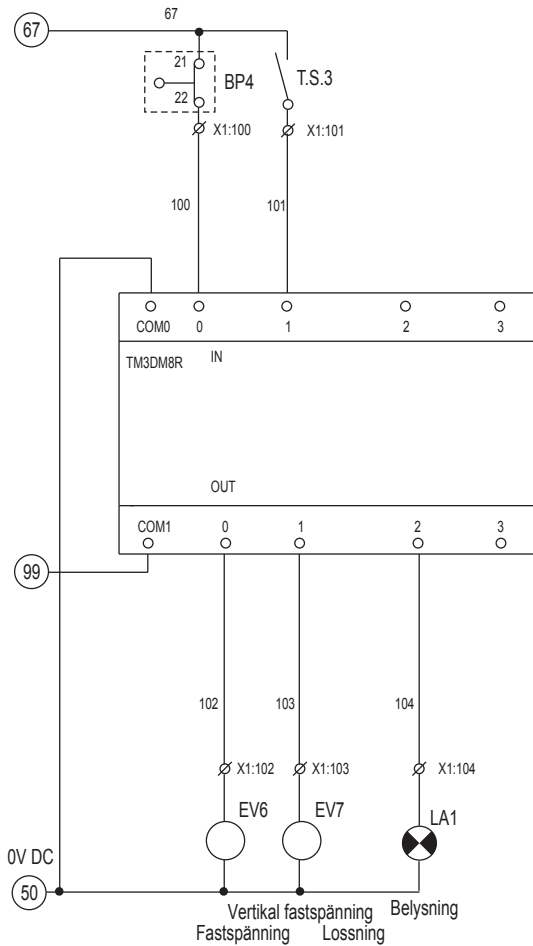 67
67
21
22
BP4
T.S.3
X1:100
X1:101
100
101
COM0 0 1 2 3
TM3DM8R IN
OUT
COM1 0 1 2 3
99
102 103 104
X1:102 X1:103 X1:104
EV6 EV7 LA1
0V DC
50
Vertikal fastspänning Belysning
Fastspänning Lossning